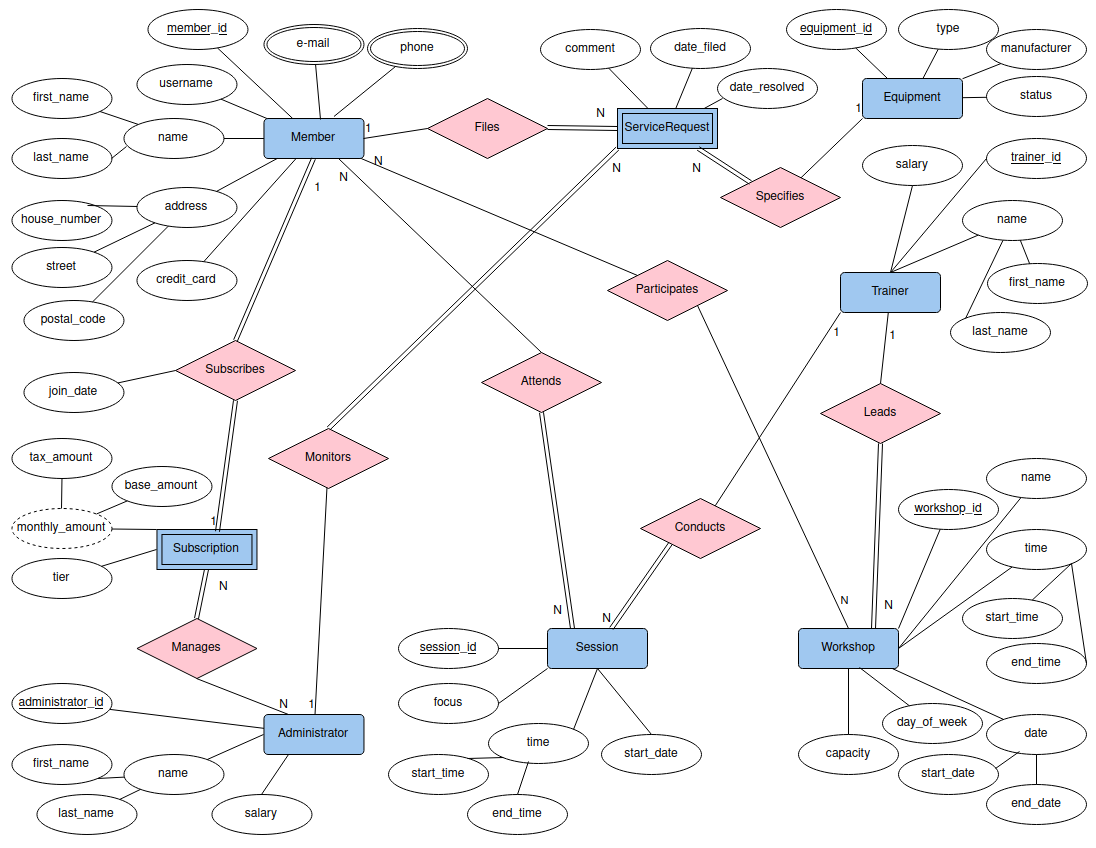 member_id
e-mail
phone
comment
date_filed
equipment_id
type
manufacturer
first_name
username
date_resolved
Equipment
status
1
name
Member
1
Files
N
ServiceRequest
last_name
N
N
N
N
1
salary
trainer_id
house_number
address
Specifies
name
street
credit_card
first_name
postal_code
Participates
Trainer
last_name
1
1
Subscribes
Attends
join_date
Leads
Monitors
tax_amount
base_amount
name
monthly_amount
1
Conducts
workshop_id
Subscription
time
tier
N
N
N
N
N
start_time
Manages
session_id
Session
Workshop
end_time
administrator_id
N
1
focus
day_of_week
Administrator
time
start_date
capacity
date
first_name
name
start_time
start_date
last_name
salary
end_time
end_date